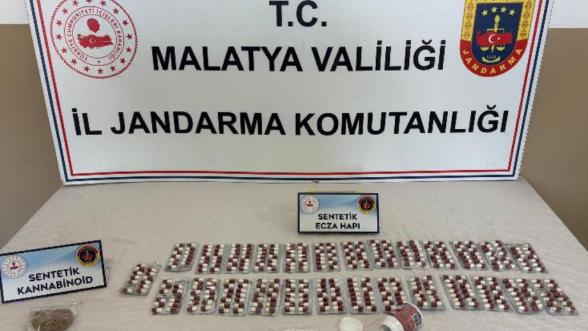 T.C.
MALATYA VALİLİĞİ
İL JANDARMA KOMUTANLIĞI
JANDARMA
SENTETİK
ECZA HAPI
SENTETİK
KANNABİNOİD